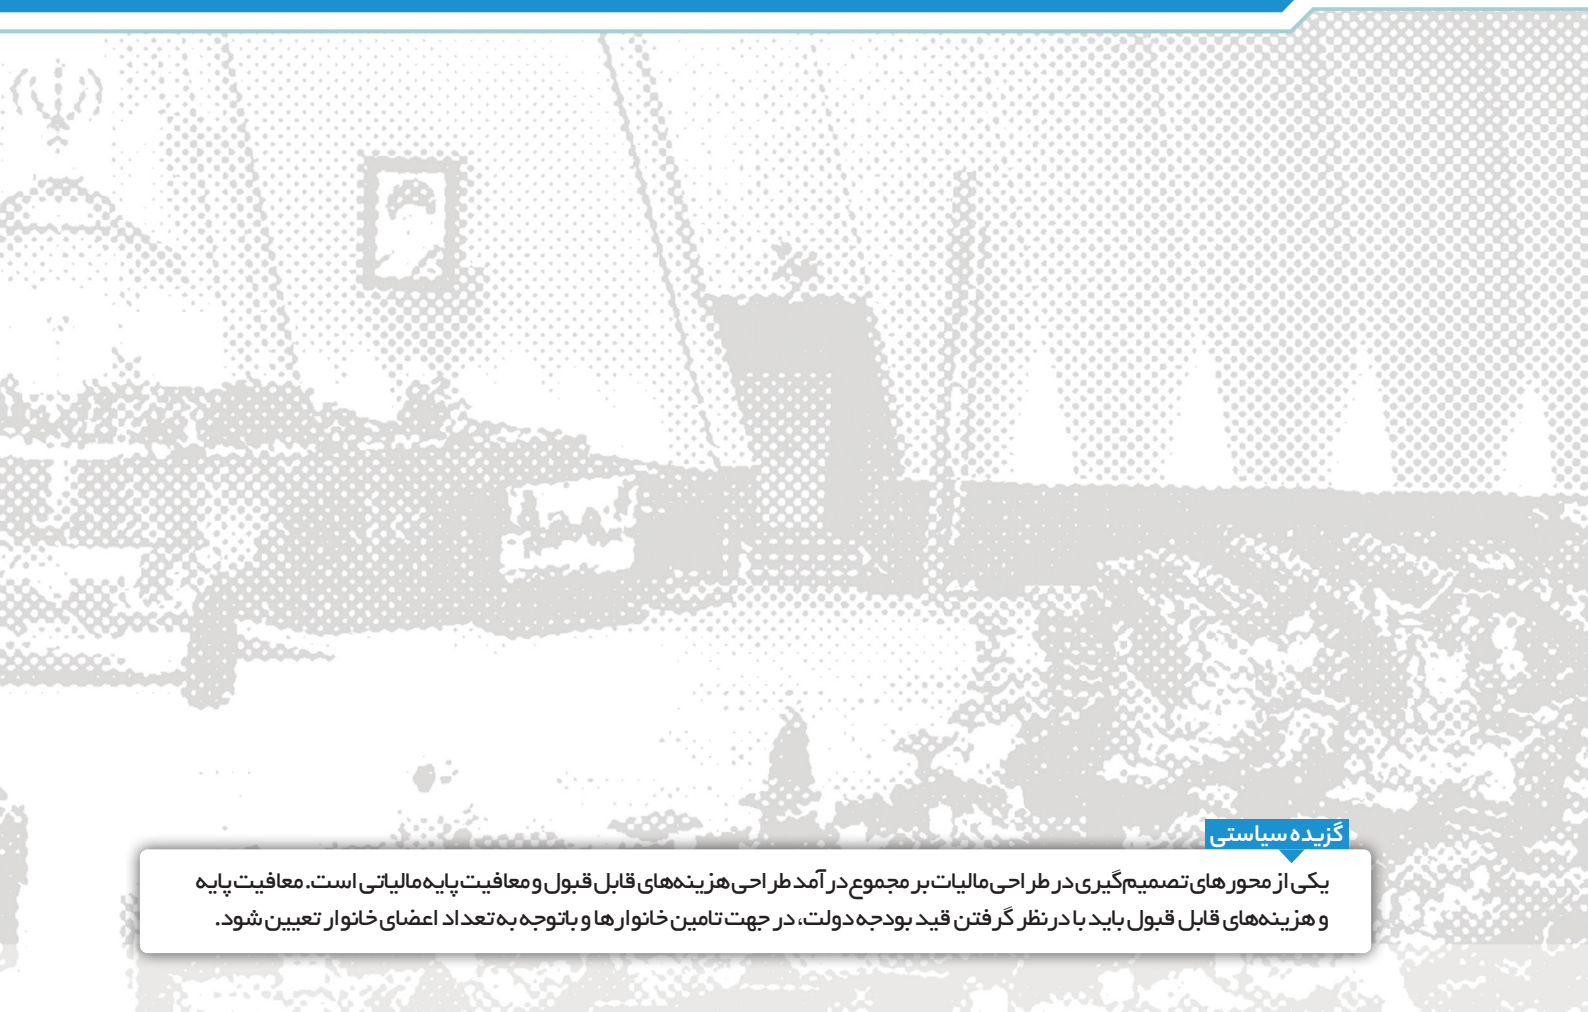 گزیده سیاستی
یکی از محورهای تصمیم‌گیری در طراحی مالیات بر مجموع درآمد طراحی هزینه‌های قابل قبول و معافیت پایه مالیاتی است. معافیت پایه
و هزینه‌های قابل قبول باید با درنظر گرفتن قید بودجه دولت، در جهت تامین خانوارها و باتوجه به تعداد اعضای خانوار تعیین شود.